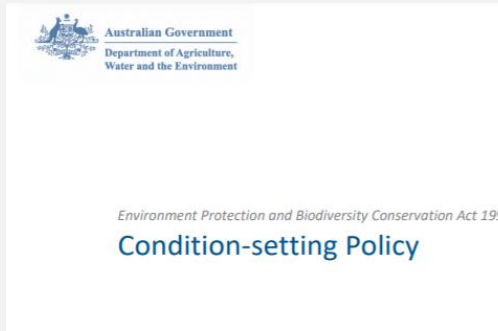 Australian Government
Department of Agriculture,
Water and the Environment
Environment Protection and Biodiversity Conservation Act 199
Condition-setting Policy